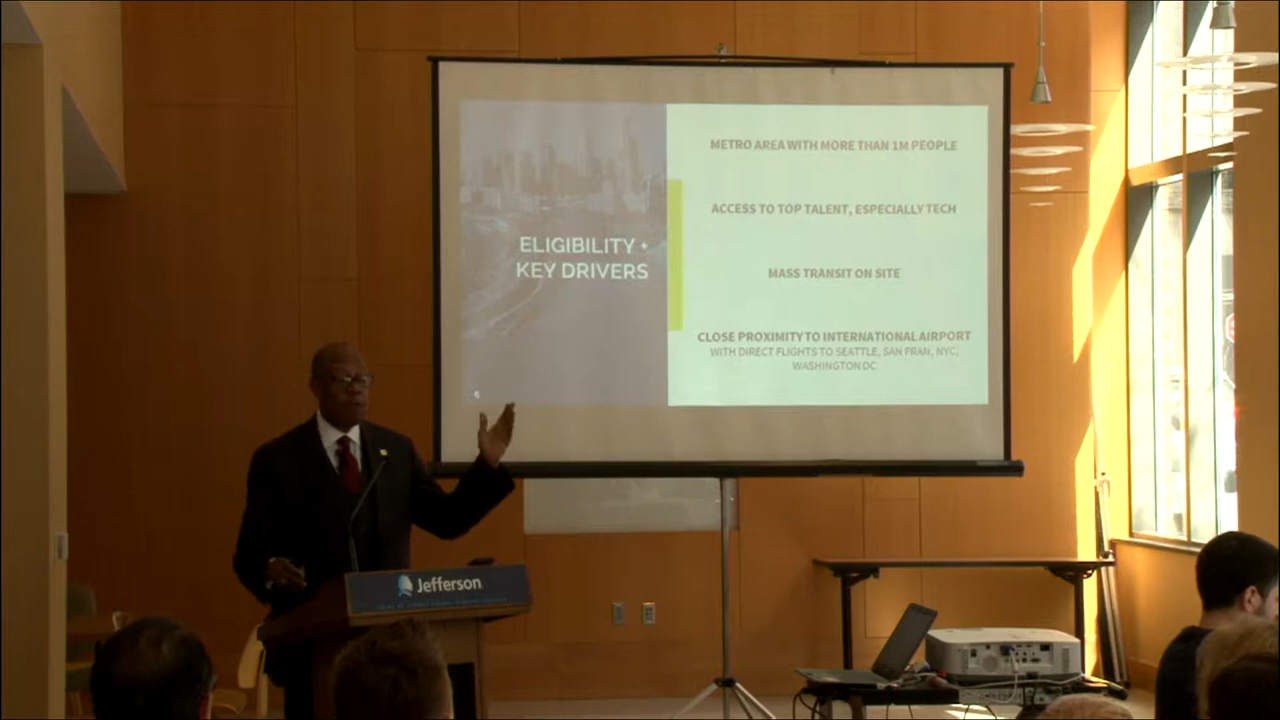 METRO AREA WITH MORE THAN 1M PEOPLE
ACCESS TO TOP TALENT, ESPECIALLY TECH
ELIGIBILITY +
KEY DRIVERS
MASS TRANSIT ON SITE
CLOSE PROXIMITY TO INTERNATIONAL AIRPORT
WITH DIRECT FLIGHTS TO SEATTLE, SAN FRAN, NYC,
WASHINGTON DC
Jefferson